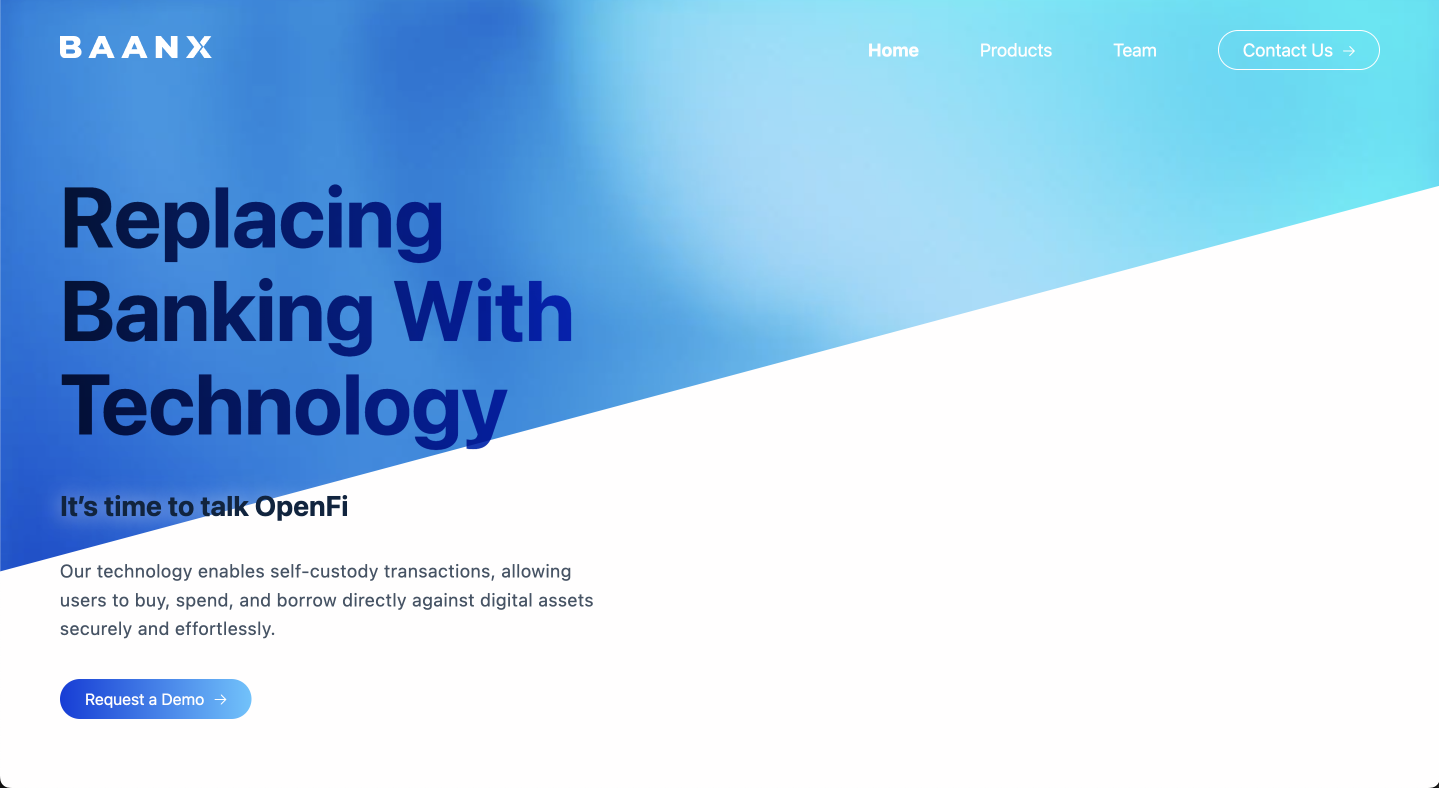 BAANX
Home
Products
Team
Contact Us →
Replacing
Banking With
Technology
It’s time to talk OpenFi
Our technology enables self-custody transactions, allowing
users to buy, spend, and borrow directly against digital assets
securely and effortlessly.
Request a Demo →